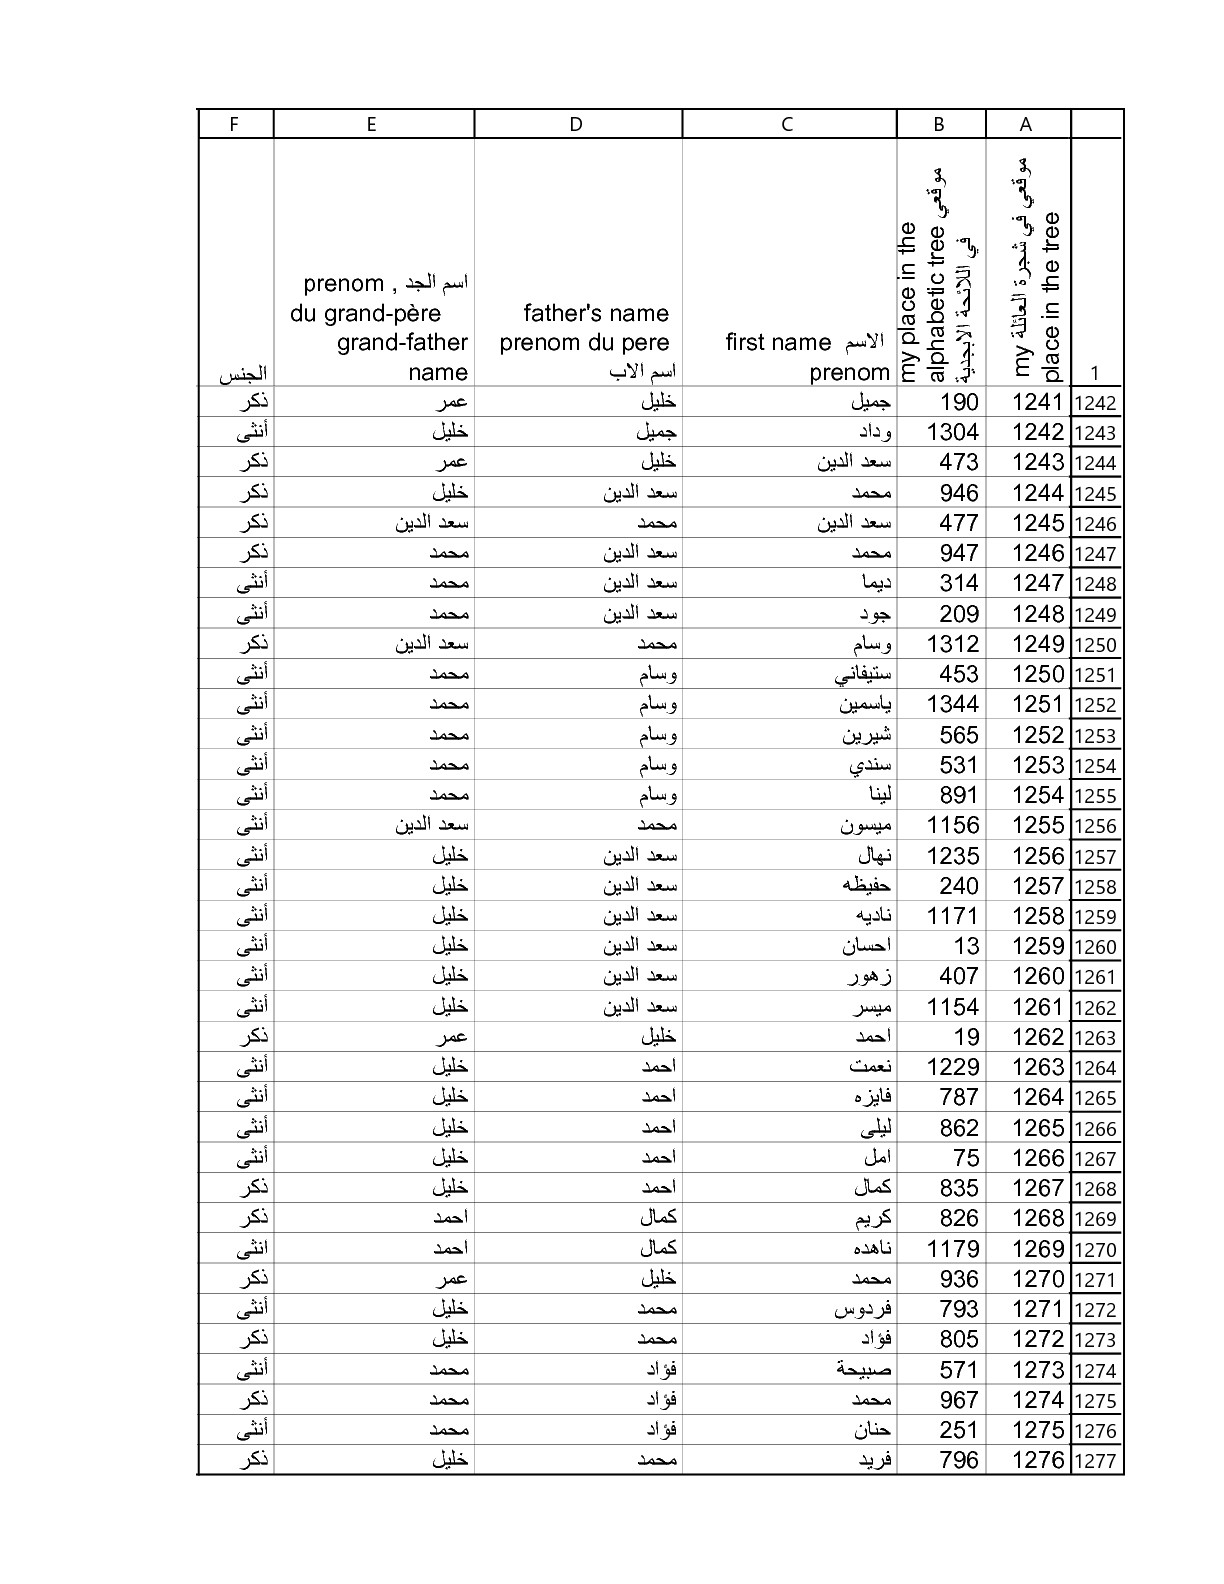 F E D C B A
الجنس
اسم الجد , prenom
du grand-père
grand-father
name
father's name
prenom du pere
اسم الاب
first name الاسم
prenom
my place in the
alphabetic tree موقعي
في اللائحة الابجدية
my موقعي في شجرة العائلة
place in the tree
1
ذكر عمر خليل جميل 190 1241 1242
أنثى خليل جميل وداد 1304 1242 1243
ذكر عمر خليل سعد الدين 473 1243 1244
ذكر خليل سعد الدين محمد 946 1244 1245
ذكر سعد الدين محمد سعد الدين 477 1245 1246
ذكر محمد سعد الدين محمد 947 1246 1247
أنثى محمد سعد الدين ديما 314 1247 1248
أنثى محمد سعد الدين جود 209 1248 1249
ذكر سعد الدين محمد وسام 1312 1249 1250
أنثى محمد وسام ستيفاني 453 1250 1251
أنثى محمد وسام ياسمين 1344 1251 1252
أنثى محمد وسام شيرين 565 1252 1253
أنثى محمد وسام سندي 531 1253 1254
أنثى محمد وسام لينا 891 1254 1255
أنثى سعد الدين محمد ميسون 1156 1255 1256
أنثى خليل سعد الدين نهال 1235 1256 1257
أنثى خليل سعد الدين حفيظه 240 1257 1258
أنثى خليل سعد الدين ناديه 1171 1258 1259
أنثى خليل سعد الدين احسان 13 1259 1260
أنثى خليل سعد الدين زهور 407 1260 1261
أنثى خليل سعد الدين ميسر 1154 1261 1262
ذكر عمر خليل احمد 19 1262 1263
أنثى خليل احمد نعمت 1229 1263 1264
أنثى خليل احمد فايزه 787 1264 1265
أنثى خليل احمد ليلى 862 1265 1266
أنثى خليل احمد امل 75 1266 1267
ذكر خليل احمد كمال 835 1267 1268
ذكر احمد كمال كريم 826 1268 1269
انثى احمد كمال ناهده 1179 1269 1270
ذكر عمر خليل محمد 936 1270 1271
أنثى خليل محمد فردوس 793 1271 1272
ذكر خليل محمد فؤاد 805 1272 1273
أنثى محمد فؤاد صبيحة 571 1273 1274
ذكر محمد فؤاد محمد 967 1274 1275
أنثى محمد فؤاد حنان 251 1275 1276
ذكر خليل محمد فريد 796 1276 1277